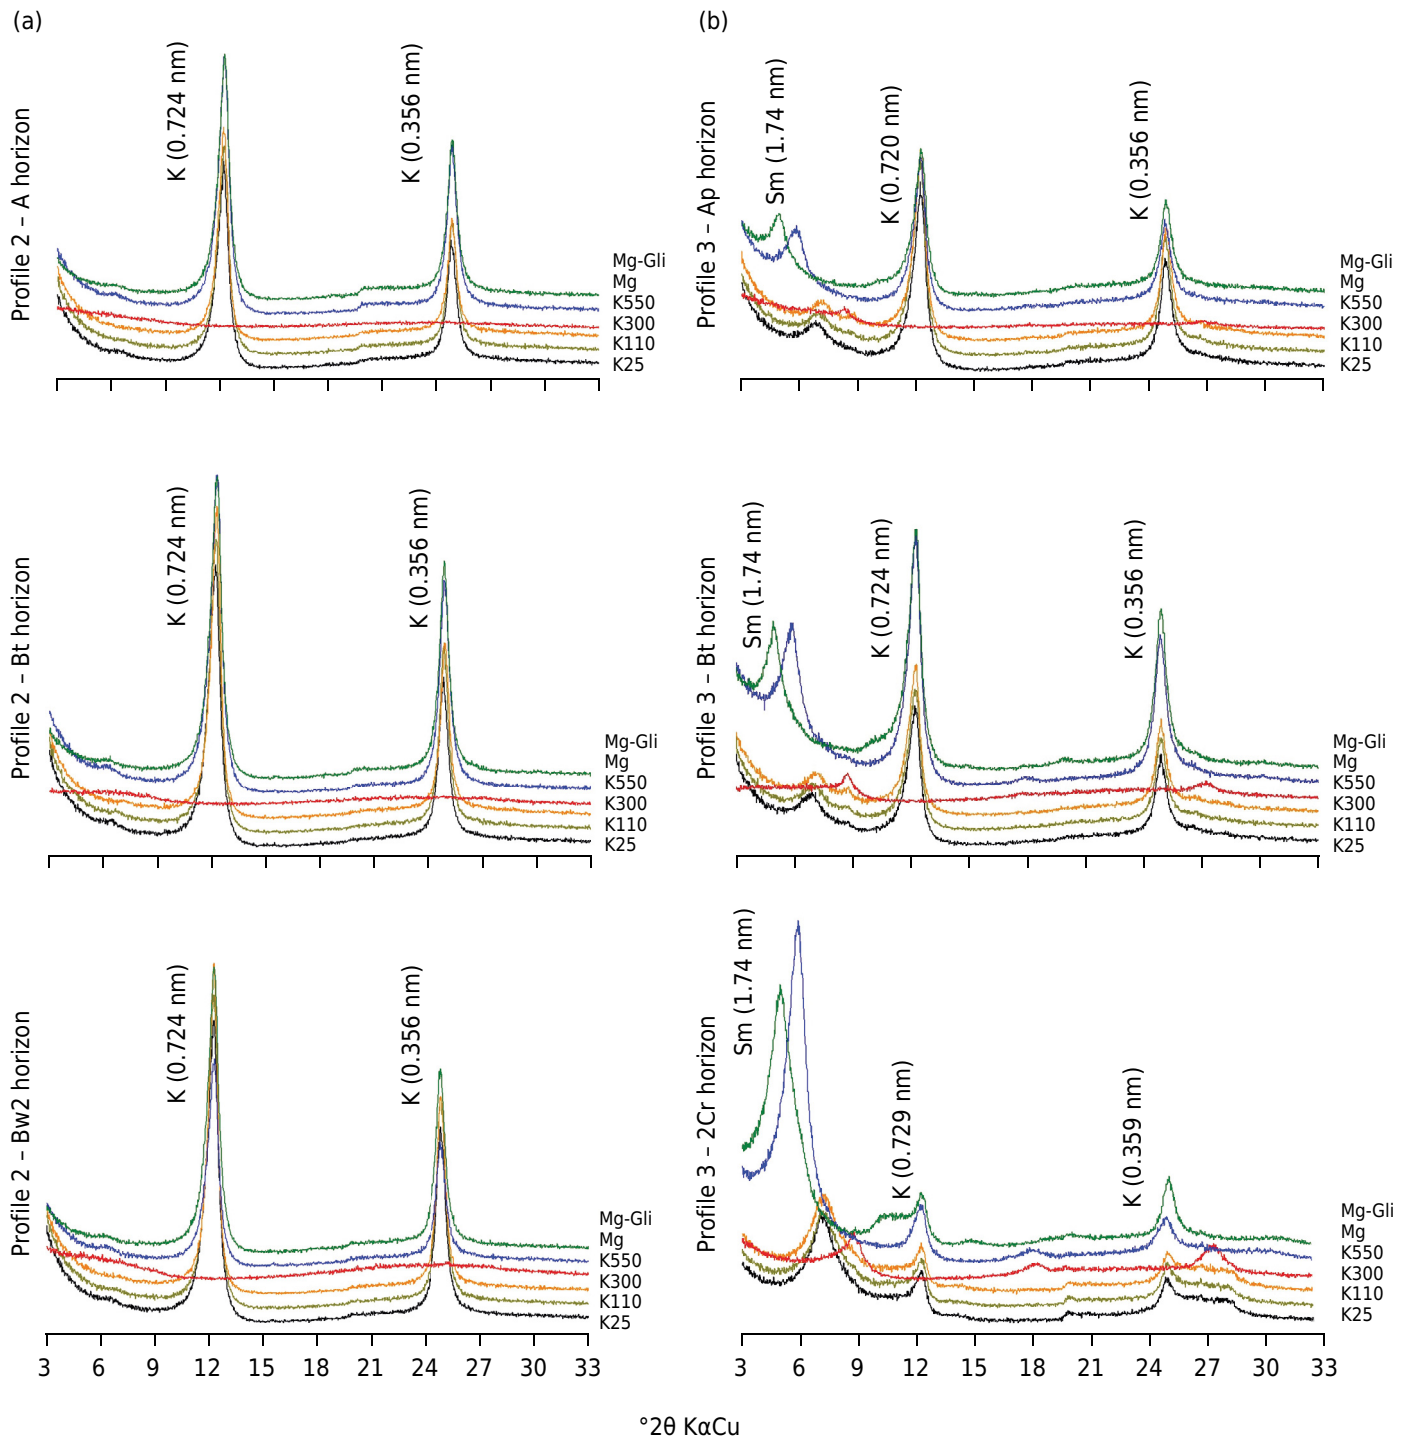 (a)
Profile 2 – A horizon
K (0.724 nm)
K (0.356 nm)
Mg-Gli
Mg
K550
K300
K110
K25
Profile 2 – Bt horizon
K (0.724 nm)
K (0.356 nm)
Mg-Gli
Mg
K550
K300
K110
K25
Profile 2 – Bw2 horizon
K (0.724 nm)
K (0.356 nm)
Mg-Gli
Mg
K550
K300
K110
K25
3 6 9 12 15 18 21 24 27 30 33
(b)
Profile 3 – Ap horizon
Sm (1.74 nm)
K (0.720 nm)
K (0.356 nm)
Mg-Gli
Mg
K550
K300
K110
K25
Profile 3 – Bt horizon
Sm (1.74 nm)
K (0.724 nm)
K (0.356 nm)
Mg-Gli
Mg
K550
K300
K110
K25
Profile 3 – 2Cr horizon
Sm (1.74 nm)
K (0.729 nm)
K (0.359 nm)
Mg-Gli
Mg
K550
K300
K110
K25
3 6 9 12 15 18 21 24 27 30 33
°2θ KαCu